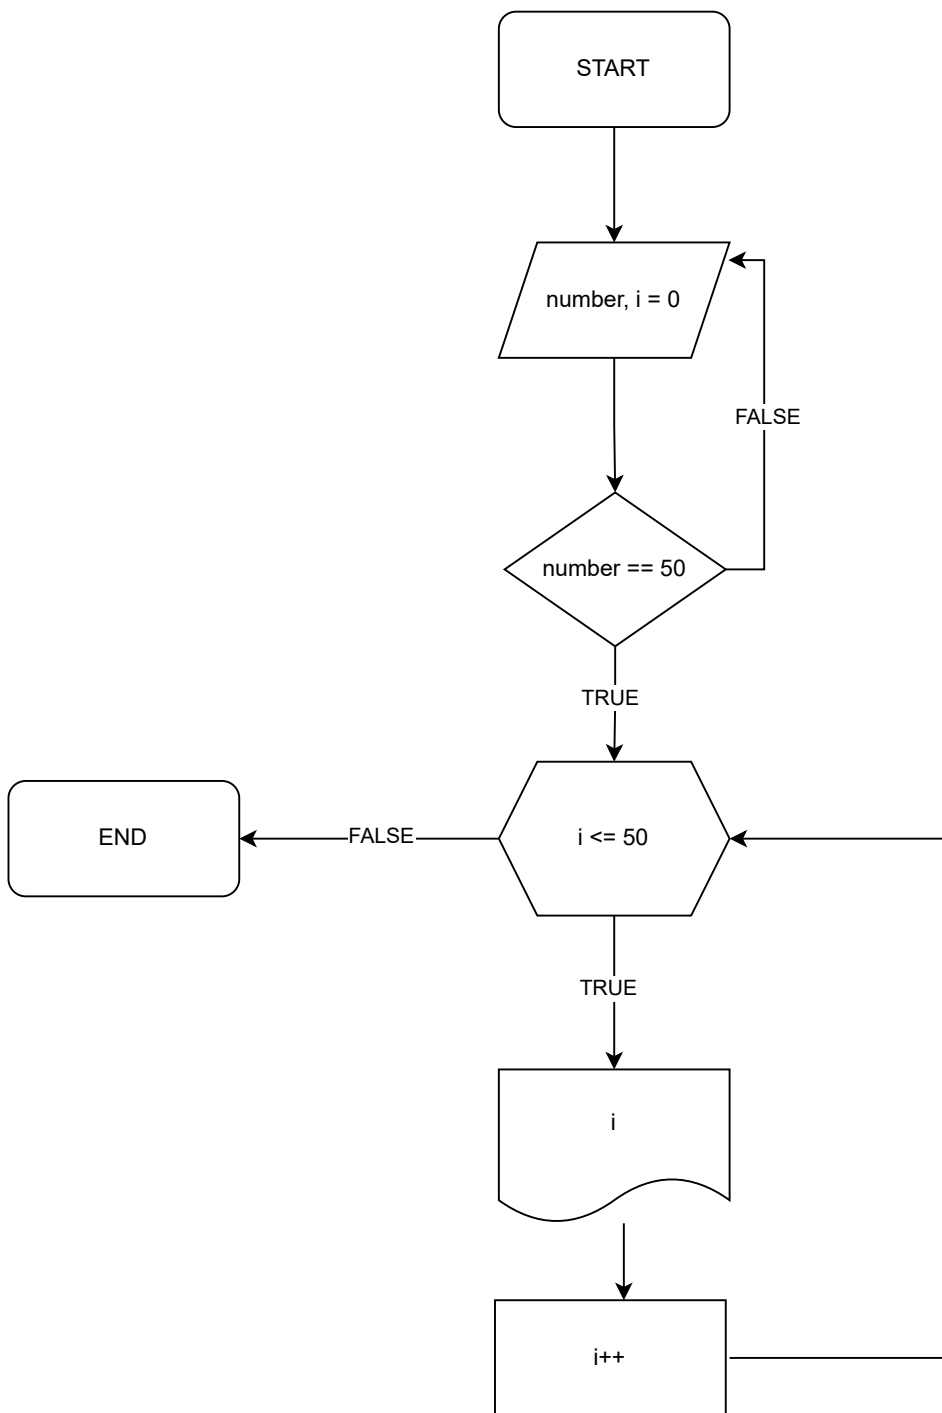 START
number, i = 0
FALSE
number == 50
TRUE
END
FALSE
i <= 50
TRUE
i
i++